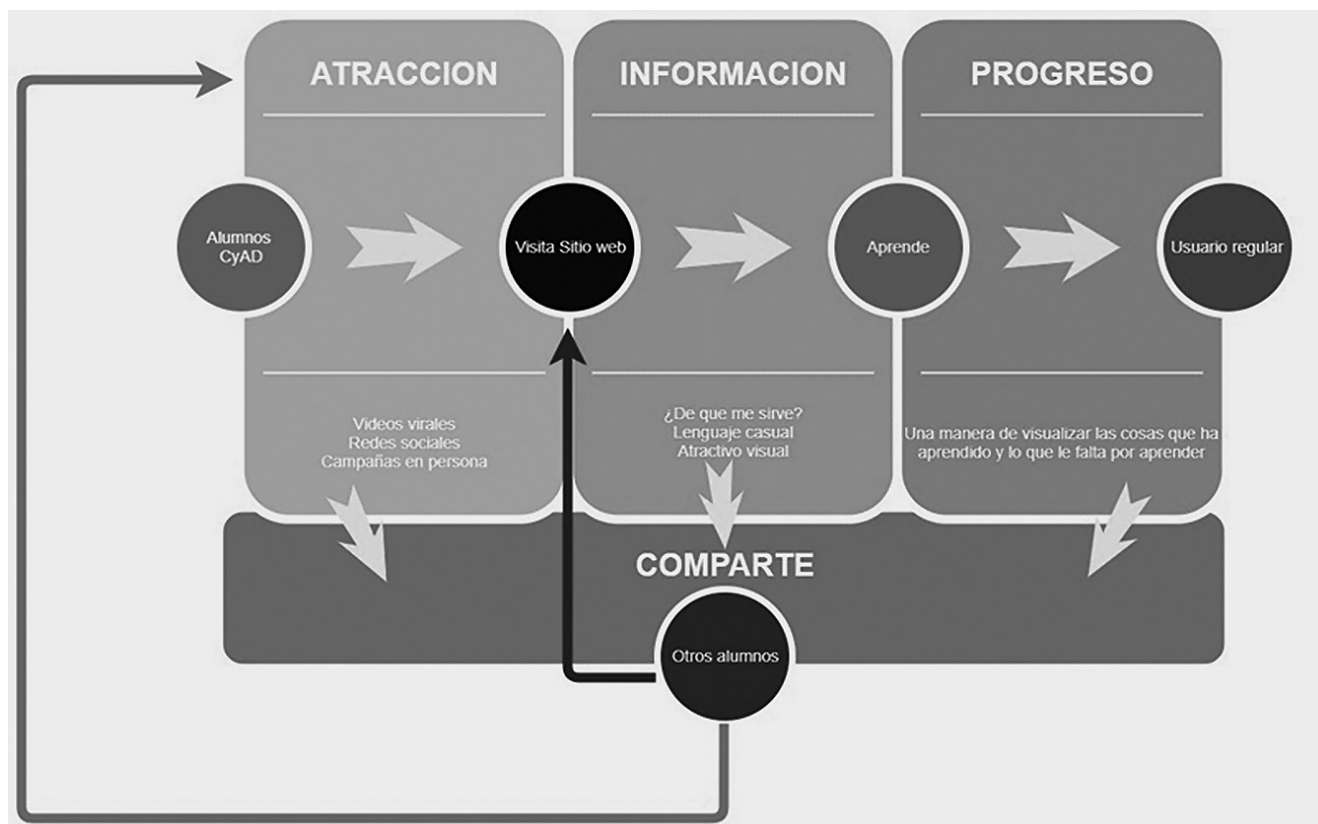 ATRACCION
INFORMACION
PROGRESO
Alumnos
CyAD
Visita Sitio web
Aprende
Usuario regular
Videos virales
Redes sociales
Campañas en persona
¿De que me sirve?
Lenguaje casual
Atractivo visual
Una manera de visualizar las cosas que ha
aprendido y lo que le falta por aprender
COMPARTE
Otros alumnos